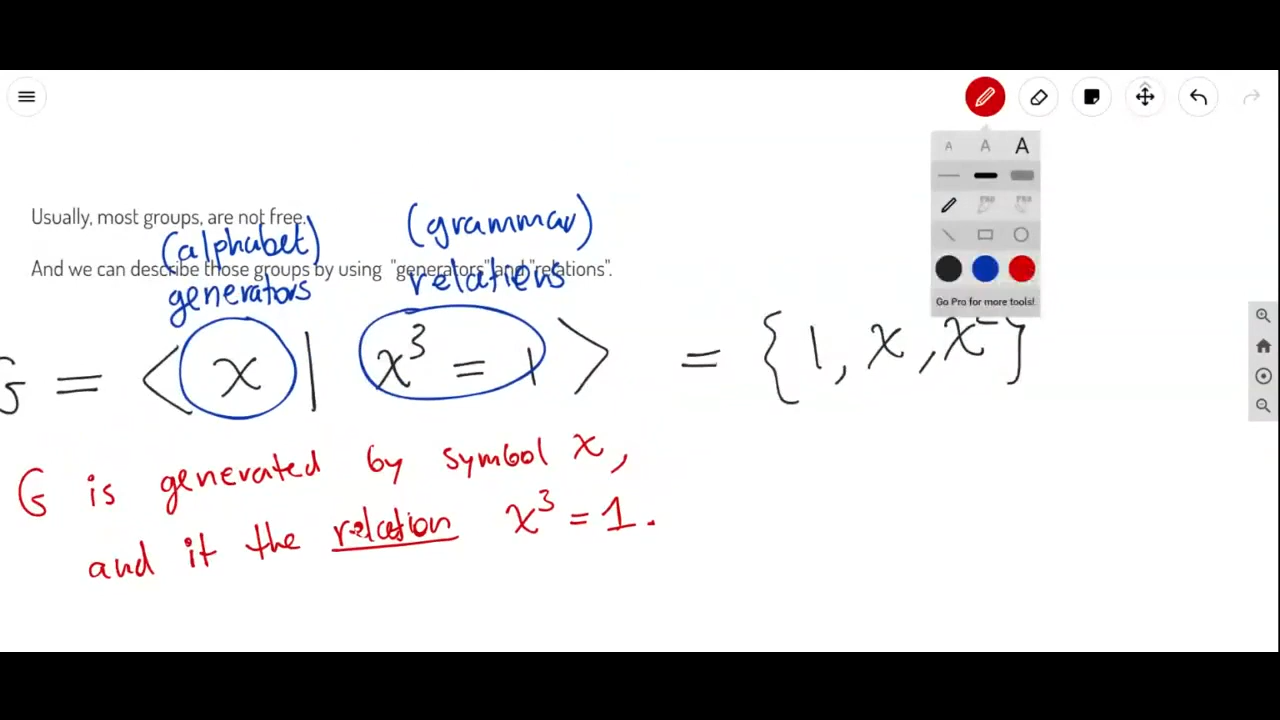 A A A
PRO PRO
Go Pro for more tools!
Usually, most groups, are not free.
(alphabet) (grammar)
And we can describe those groups by using "generators" and "relations".
generators relations
G = < x | x³ = 1 > = {1, x, x²}
G is generated by symbol x,
and it the relation x³ = 1.